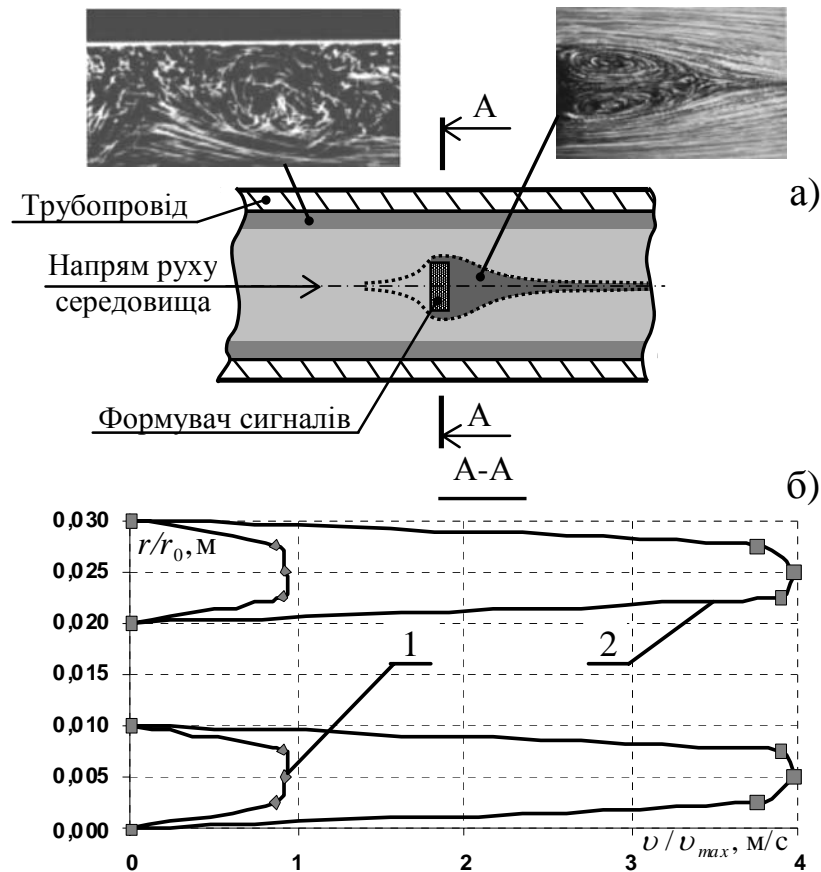 А
а)
Трубопровід
Напрям руху
середовища
Формувач сигналів
А
А-А
б)
0,030
r/r₀, м
0,025
0,020
1
2
0,015
0,010
0,005
0,000
υ/υmax, м/с
0
1
2
3
4